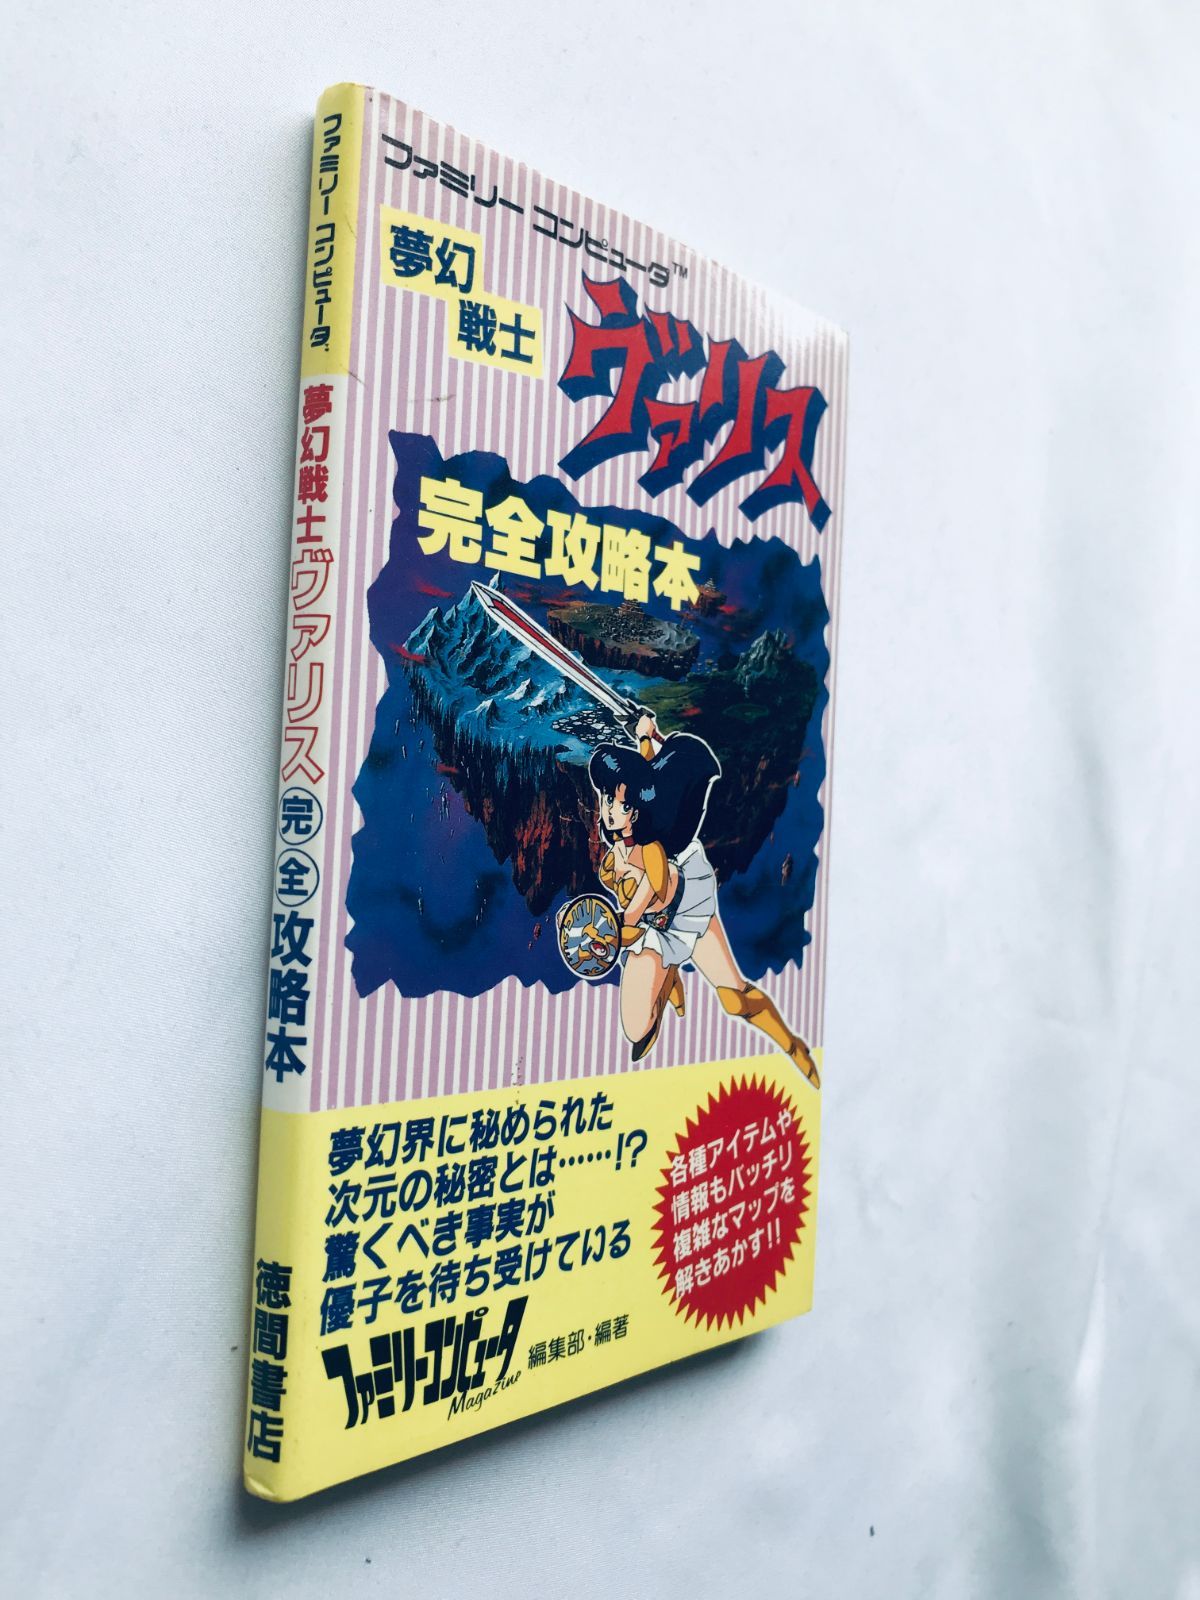 ファミリー コンピュータ
夢幻戦士ヴァリス完全攻略本
徳間書店
ファミリー コンピュータ™
夢幻
戦士
ヴァリス
完全攻略本
夢幻界に秘められた
次元の秘密とは……!?
驚くべき事実が
優子を待ち受けている
各種アイテムや
情報もバッチリ
複雑なマップを
解きあかす!!
ファミリーコンピュータ
Magazine
編集部・編著